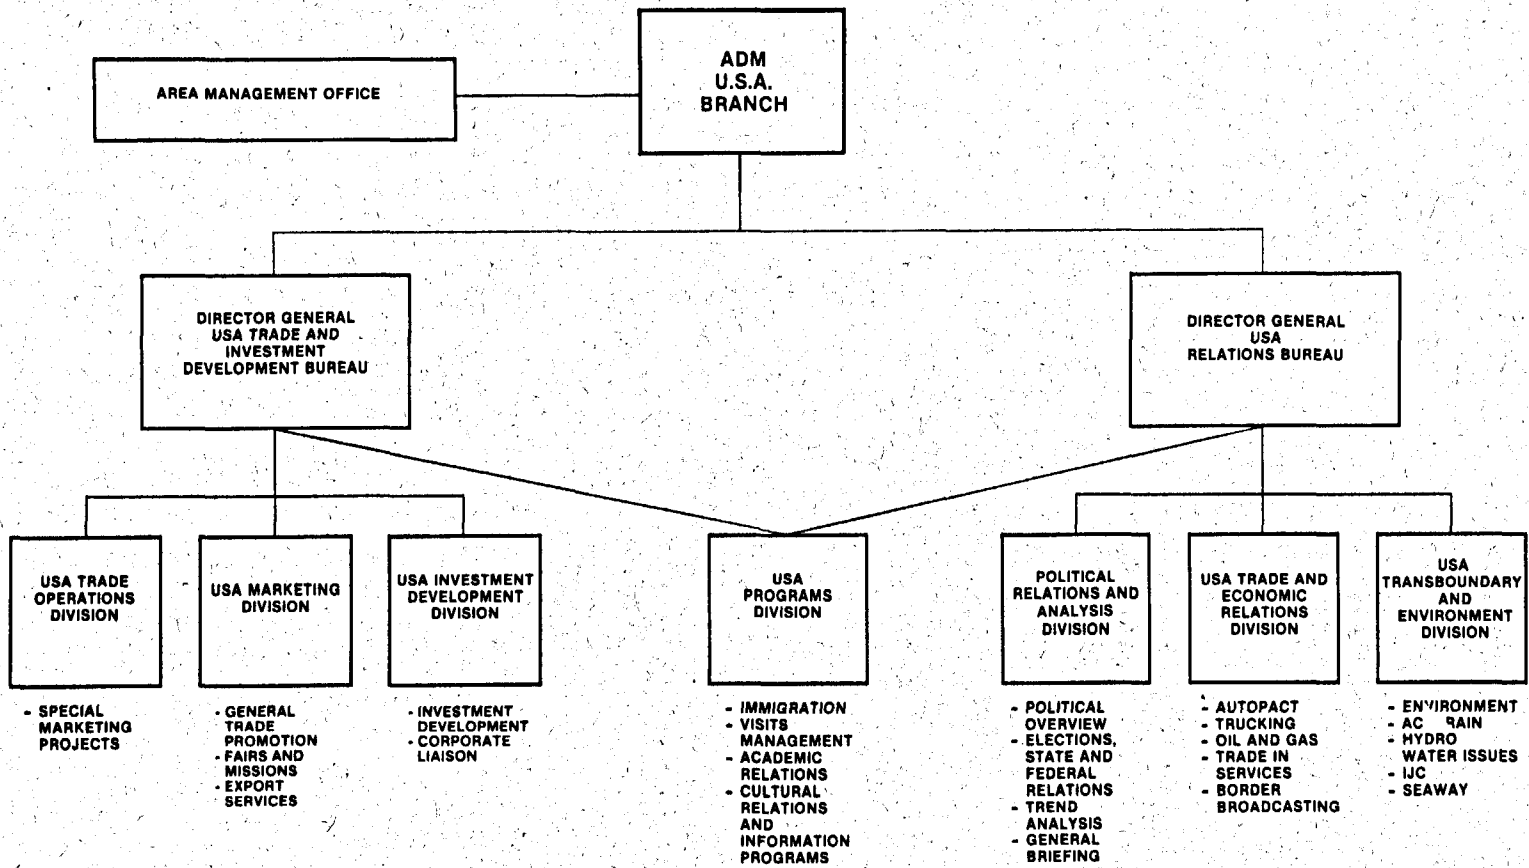 ADM
U.S.A.
BRANCH
AREA MANAGEMENT OFFICE
DIRECTOR GENERAL
USA TRADE AND
INVESTMENT
DEVELOPMENT BUREAU
DIRECTOR GENERAL
USA
RELATIONS BUREAU
USA TRADE
OPERATIONS
DIVISION
- SPECIAL
MARKETING
PROJECTS
USA MARKETING
DIVISION
- GENERAL
TRADE
PROMOTION
- FAIRS AND
MISSIONS
- EXPORT
SERVICES
USA INVESTMENT
DEVELOPMENT
DIVISION
- INVESTMENT
DEVELOPMENT
- CORPORATE
LIAISON
USA
PROGRAMS
DIVISION
- IMMIGRATION
- VISITS
MANAGEMENT
- ACADEMIC
RELATIONS
- CULTURAL
RELATIONS
AND
INFORMATION
PROGRAMS
POLITICAL
RELATIONS AND
ANALYSIS
DIVISION
- POLITICAL
OVERVIEW
- ELECTIONS,
STATE AND
FEDERAL
RELATIONS
- TREND
ANALYSIS
- GENERAL
BRIEFING
USA TRADE AND
ECONOMIC
RELATIONS
DIVISION
- AUTOPACT
- TRUCKING
- OIL AND GAS
- TRADE IN
SERVICES
- BORDER
BROADCASTING
USA
TRANSBOUNDARY
AND
ENVIRONMENT
DIVISION
- ENVIRONMENT
- RAIN
- HYDRO
WATER ISSUES
- IJC
- SEAWAY